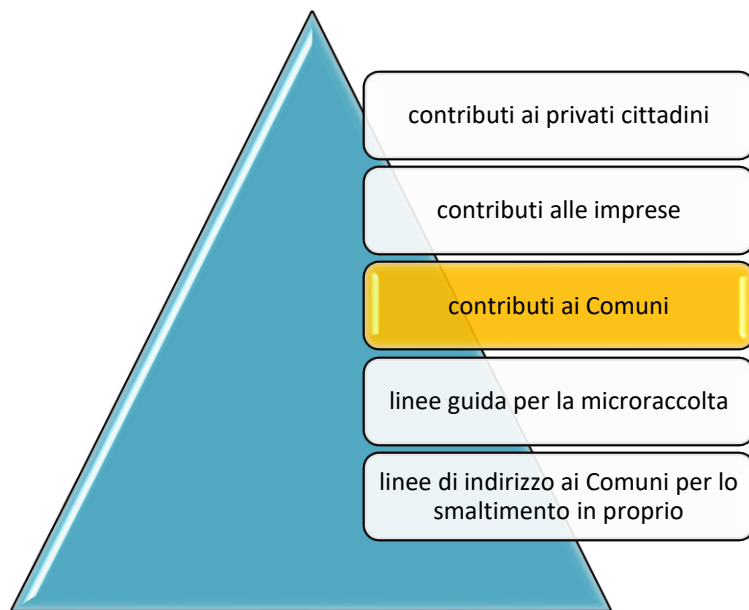 contributi ai privati cittadini
contributi alle imprese
contributi ai Comuni
linee guida per la microraccolta
linee di indirizzo ai Comuni per lo
smaltimento in proprio